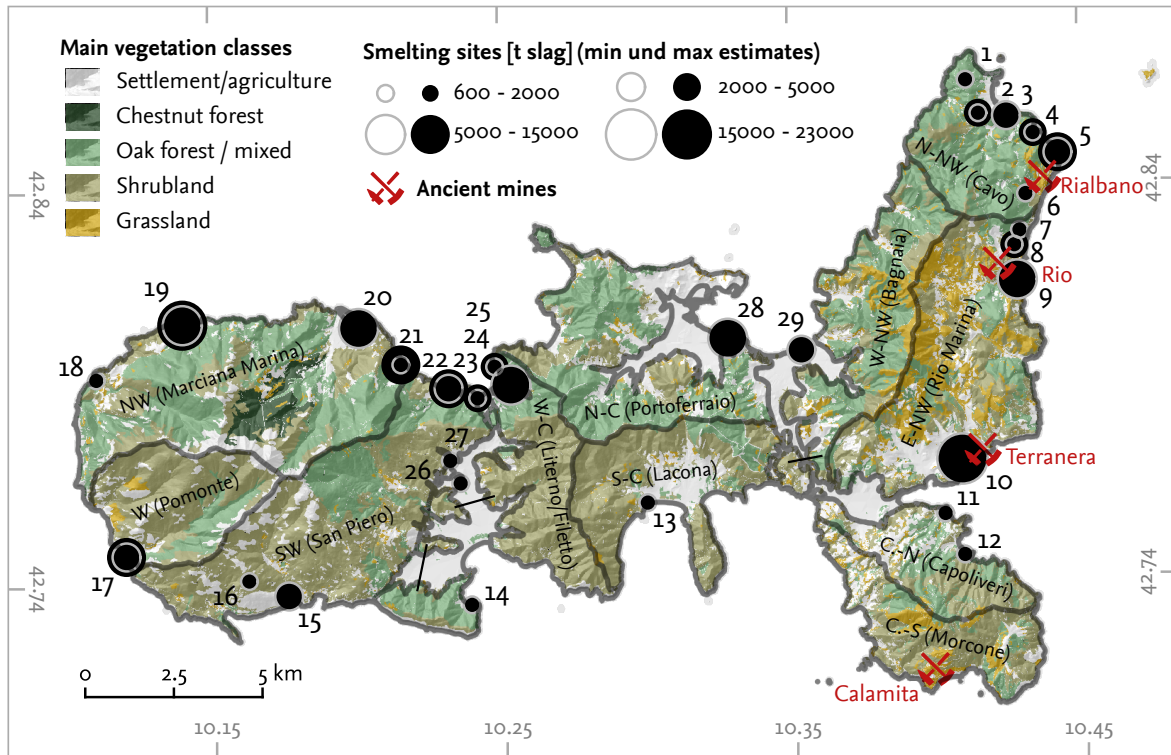 Main vegetation classes
Settlement/agriculture
Chestnut forest
Oak forest / mixed
Shrubland
Grassland
Smelting sites [t slag] (min und max estimates)
600 - 2000
2000 - 5000
5000 - 15000
15000 - 23000
Ancient mines
42.84
42.74
42.84
42.74
10.15
10.25
10.35
10.45
0 2.5 5 km
1
2
3
4
5
6
7
8
9
10
11
12
13
14
15
16
17
18
19
20
21
22
23
24
25
26
27
28
29
Rialbano
Rio
Terranera
Calamita
N-NW (Cavo)
W-NW (Bagnaia)
E-NW (Rio Marina)
NW (Marciana Marina)
W (Pomonte)
SW (San Piero)
W-C (Literno/Filetto)
N-C (Portoferraio)
S-C (Lacona)
C.-N (Capoliveri)
C.-S (Morcone)